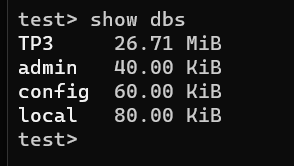 test> show dbs
TP3     26.71 MiB
admin   40.00 KiB
config  60.00 KiB
local   80.00 KiB
test>